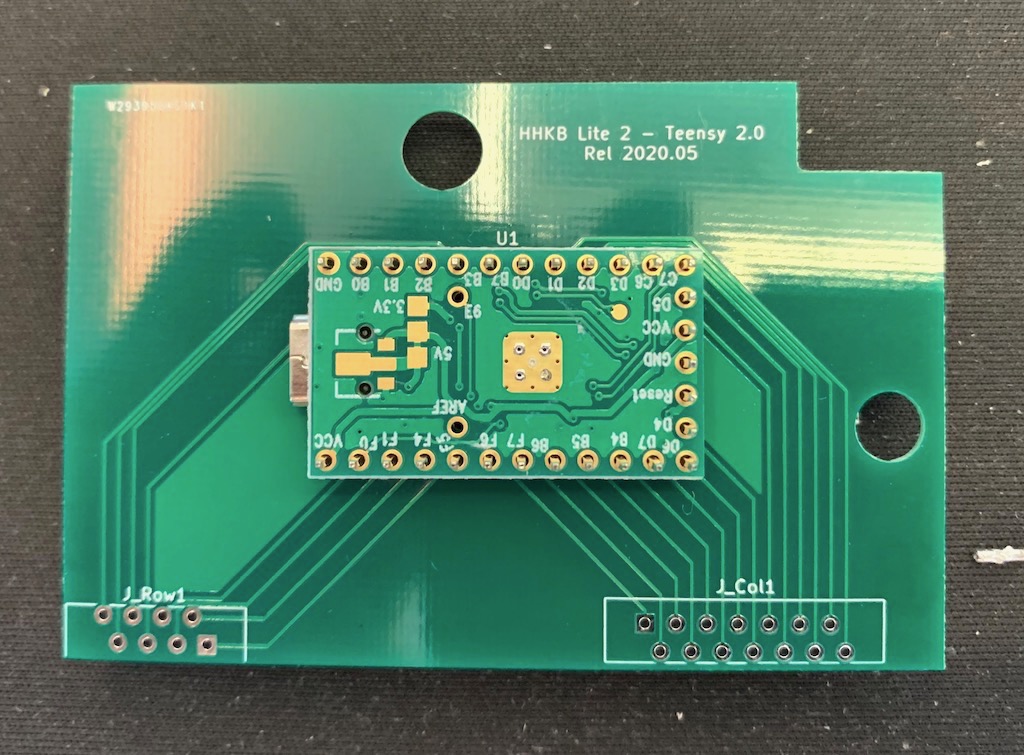 HHKB Lite 2 - Teensy 2.0
Rel 2020.05
U1
GND B0 B1 B2 B3 B7 D0 D1 D2 D3 C6 C7
3.3V
E6
D5
VCC
5V
GND
Reset
AREF
D4
VCC F0 F1 F4 F6 F7 B6 B5 B4 D7 D6
J_Row1
J_Col1